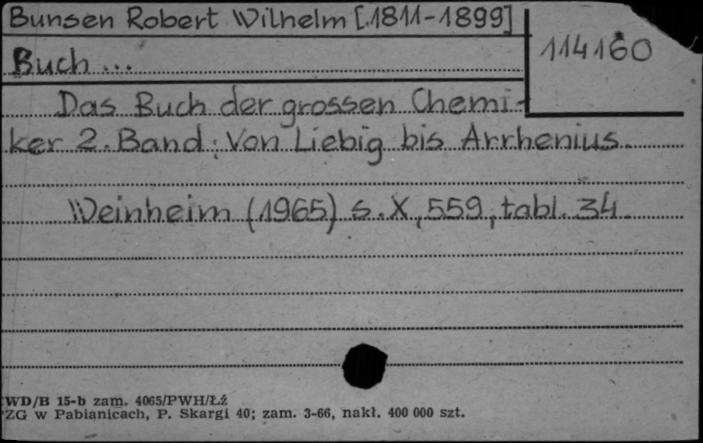 Bunsen Robert Wilhelm [1811-1899]
114160
Buch ...
Das Buch der grossen Chemi-
ker 2. Band: Von Liebig bis Arrhenius.
Weinheim (1965) s. X, 559, tabl. 34.
WD/B 15-b zam. 4065/PWH/Łź
ZG w Pabianicach, P. Skargi 40; zam. 3-66, nakł. 400 000 szt.